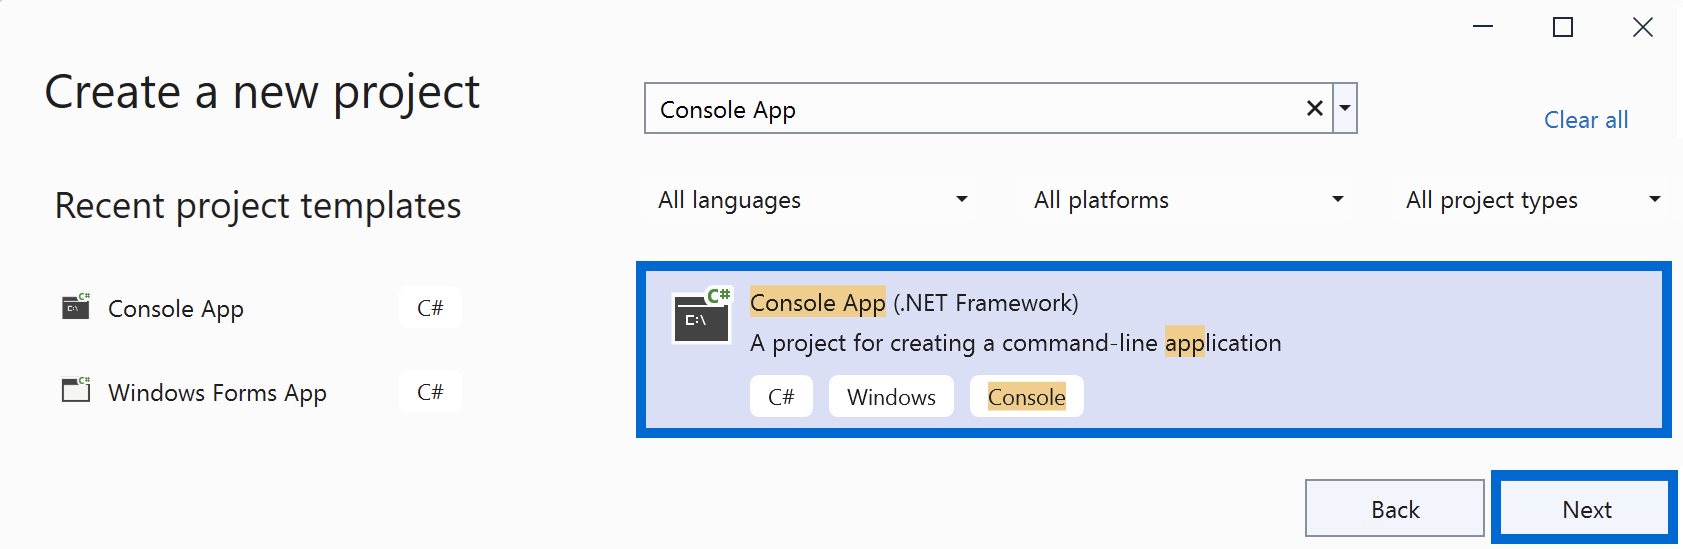 Create a new project
Console App
Clear all
Recent project templates
All languages
All platforms
All project types
Console App
C#
Windows Forms App
C#
Console App (.NET Framework)
A project for creating a command-line application
C#
Windows
Console
Back
Next